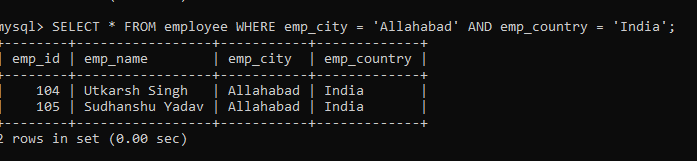 mysql> SELECT * FROM employee WHERE emp_city = 'Allahabad' AND emp_country = 'India';
+--------+----------------+-----------+-------------+
| emp_id | emp_name       | emp_city  | emp_country |
+--------+----------------+-----------+-------------+
|    104 | Utkarsh Singh  | Allahabad | India       |
|    105 | Sudhanshu Yadav | Allahabad | India       |
+--------+----------------+-----------+-------------+
2 rows in set (0.00 sec)